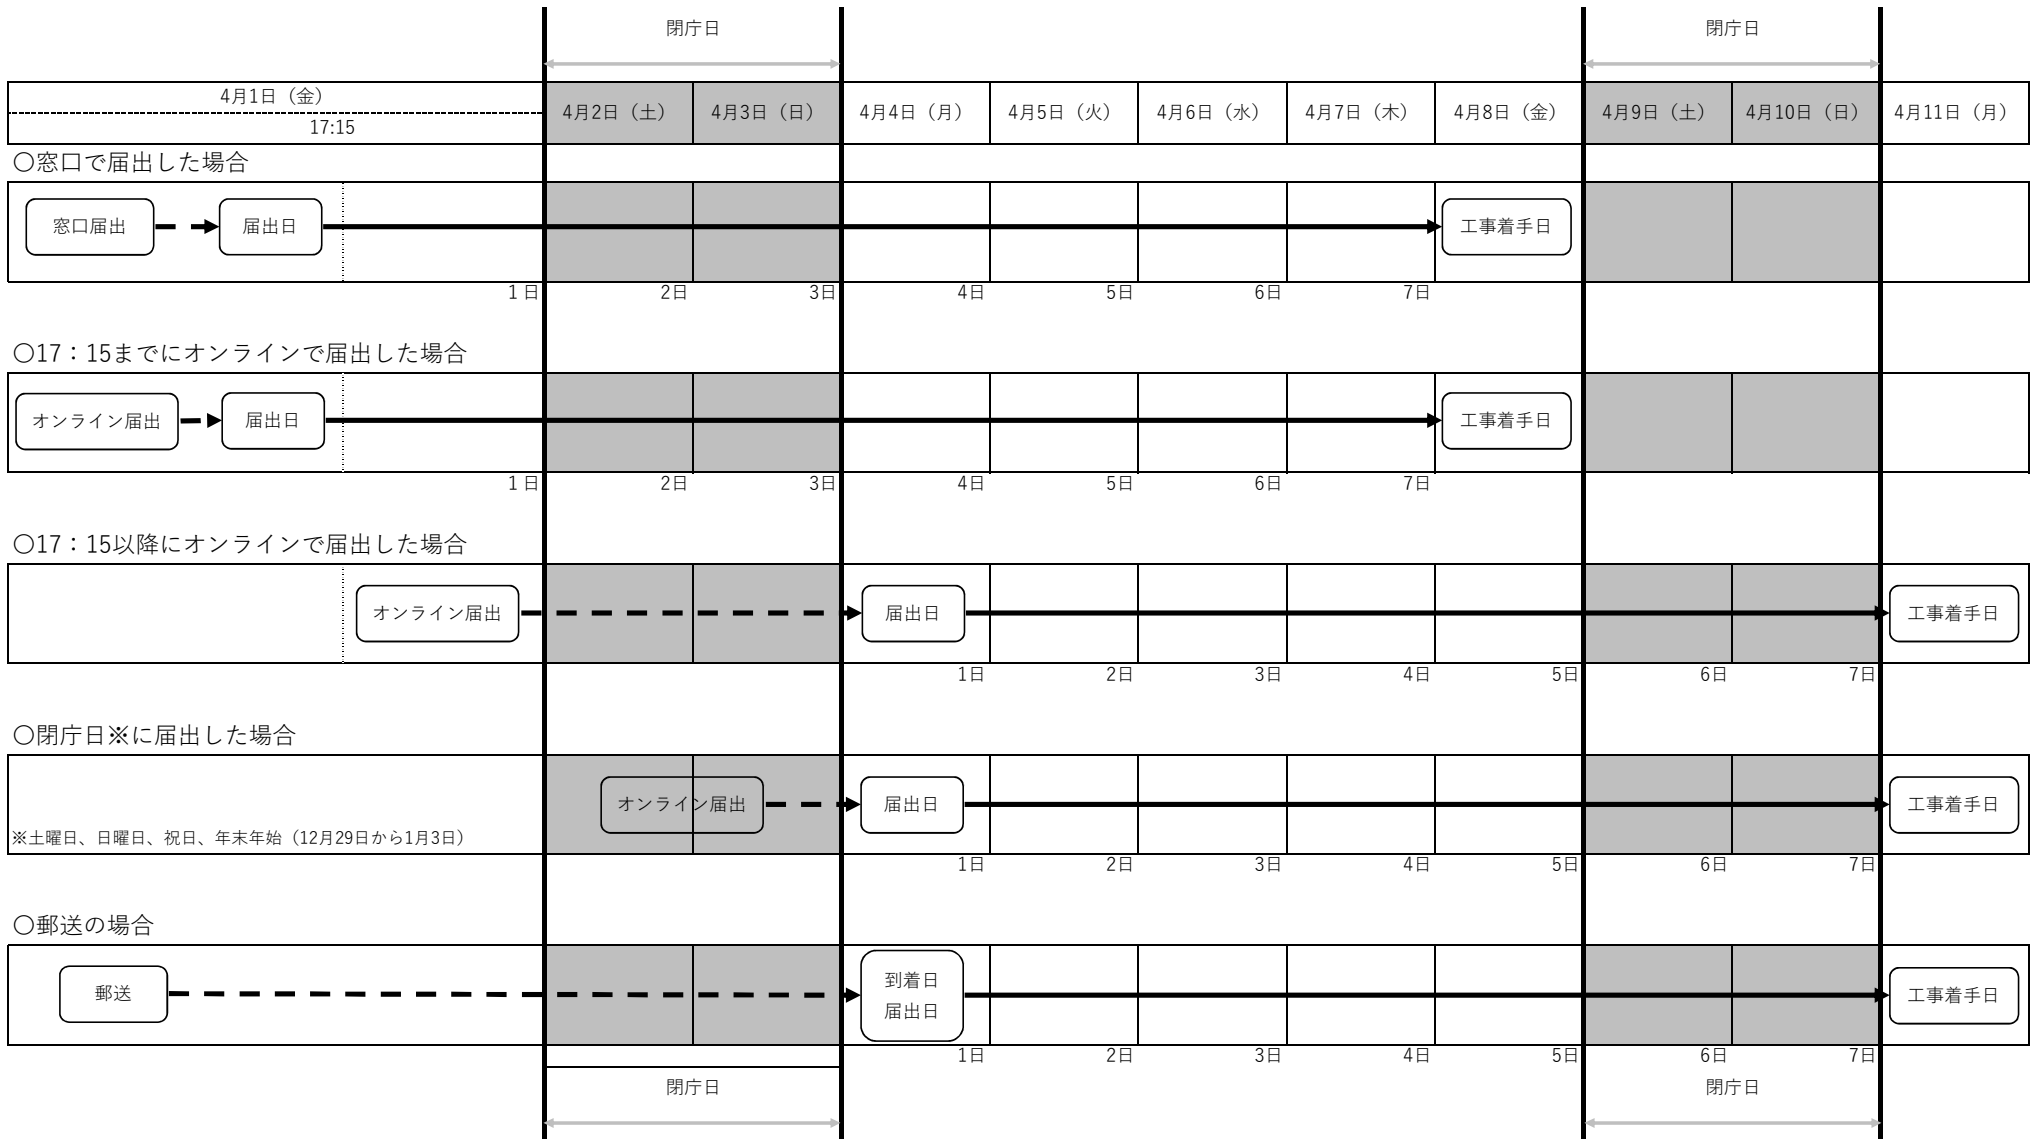 閉庁日
閉庁日
4月1日（金）
17:15
4月2日（土）
4月3日（日）
4月4日（月）
4月5日（火）
4月6日（水）
4月7日（木）
4月8日（金）
4月9日（土）
4月10日（日）
4月11日（月）
〇窓口で届出した場合
窓口届出
届出日
工事着手日
1日
2日
3日
4日
5日
6日
7日
〇17：15までにオンラインで届出した場合
オンライン届出
届出日
工事着手日
1日
2日
3日
4日
5日
6日
7日
〇17：15以降にオンラインで届出した場合
オンライン届出
届出日
工事着手日
1日
2日
3日
4日
5日
6日
7日
〇閉庁日※に届出した場合
オンライン届出
届出日
工事着手日
※土曜日、日曜日、祝日、年末年始（12月29日から1月3日）
1日
2日
3日
4日
5日
6日
7日
〇郵送の場合
郵送
到着日
届出日
工事着手日
1日
2日
3日
4日
5日
6日
7日
閉庁日
閉庁日